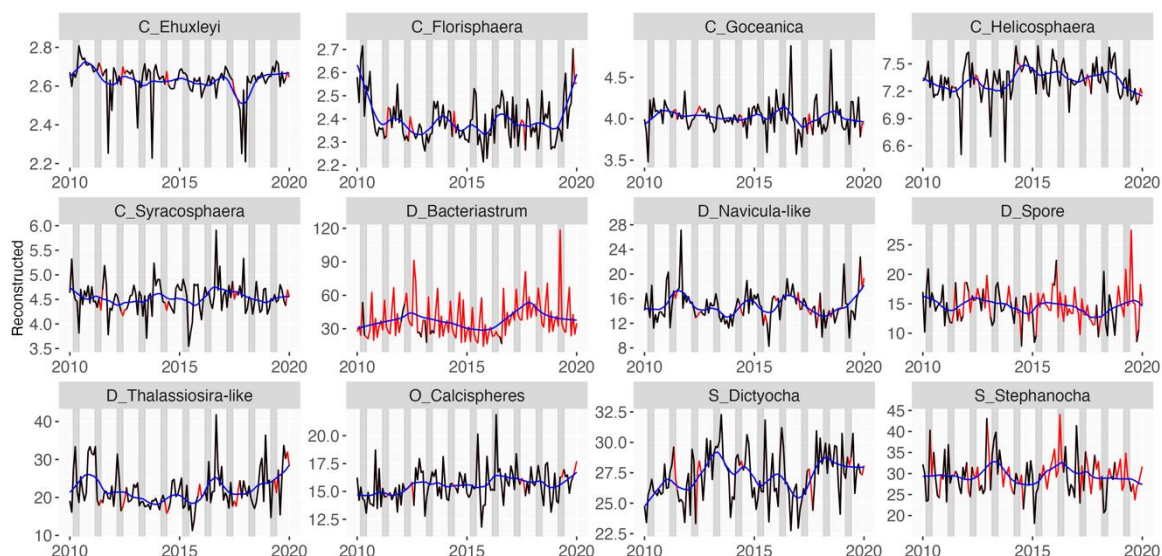 C_Ehuxleyi C_Florisphaera C_Goceanica C_Helicosphaera
2.8 2.7 4.5 7.5
2.6 2.6 4.0 7.2
2.4 2.5 3.5 6.9
2.2 2.4 6.6
2.3
2.2
2010 2015 2020 2010 2015 2020 2010 2015 2020 2010 2015 2020
C_Syracosphaera D_Bacteriastrum D_Navicula-like D_Spore
Reconstructed
6.0 120 28 25
5.5 90 24 20
5.0 60 20 15
4.5 30 16 10
4.0 12
3.5 8
2010 2015 2020 2010 2015 2020 2010 2015 2020 2010 2015 2020
D_Thalassiosira-like O_Calcispheres S_Dictyocha S_Stephanocha
40 20.0 32.5 45
30 17.5 30.0 40
20 15.0 27.5 35
10 12.5 25.0 30
22.5 25
20
2010 2015 2020 2010 2015 2020 2010 2015 2020 2010 2015 2020